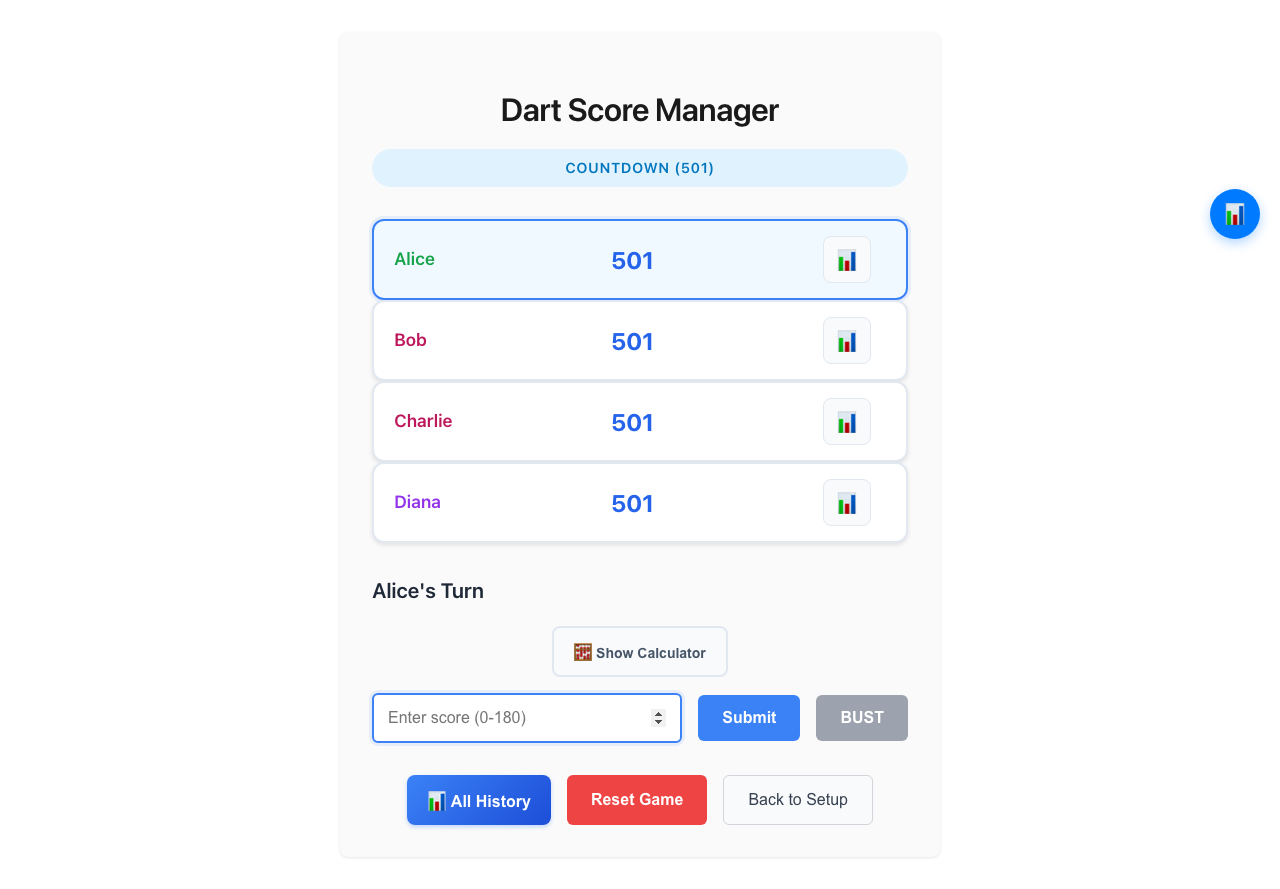 Dart Score Manager
COUNTDOWN (501)
Alice 501
Bob 501
Charlie 501
Diana 501
Alice's Turn
Show Calculator
Enter score (0-180) Submit BUST
All History Reset Game Back to Setup